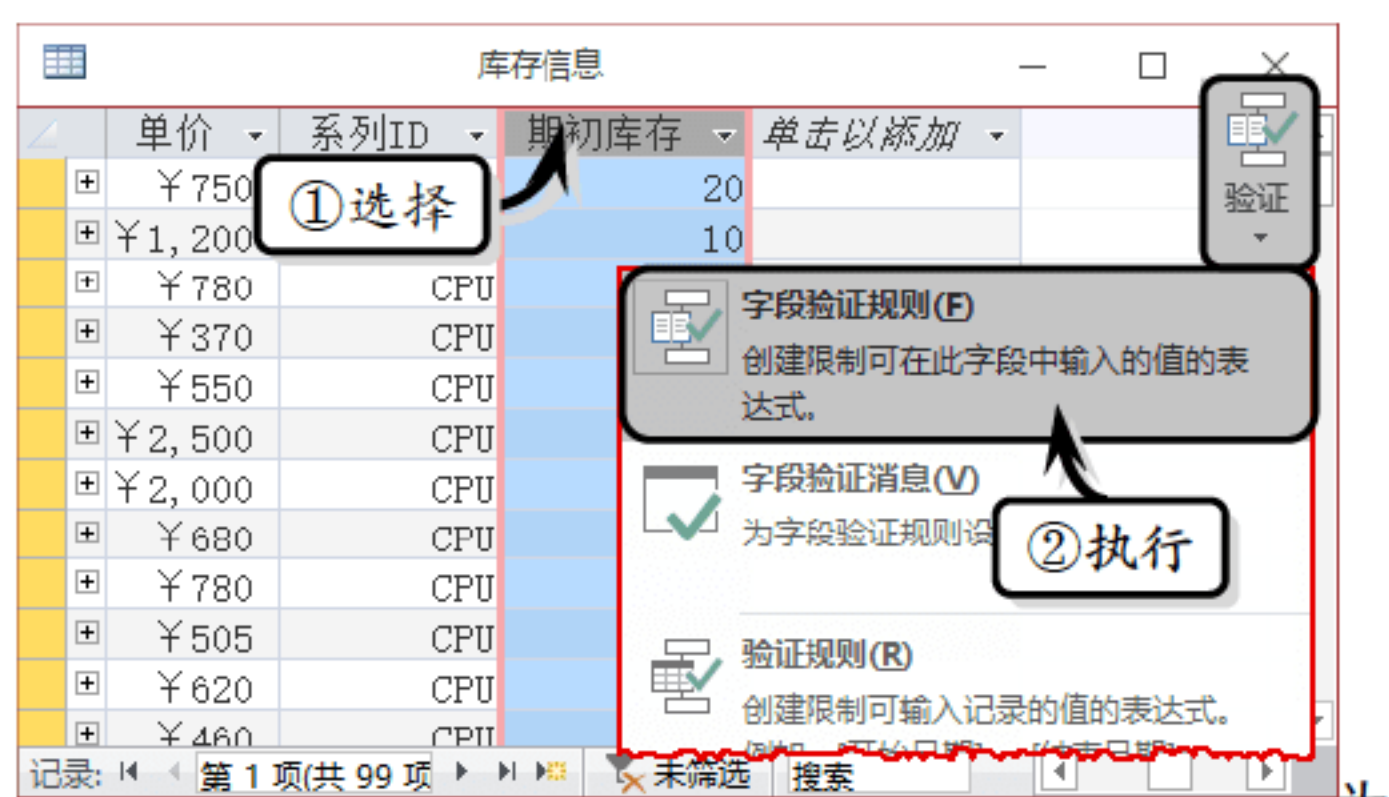 库存信息
单价 系列ID 期初库存 单击以添加
验证
¥750 20
①选择
¥1,200 10
¥780 CPU
¥370 CPU
¥550 CPU
¥2,500 CPU
¥2,000 CPU
¥680 CPU
¥780 CPU
¥505 CPU
¥620 CPU
¥460 CPU
字段验证规则(F)
创建限制可在此字段中输入的值的表
达式。
字段验证消息(V)
为字段验证规则设
②执行
验证规则(R)
创建限制可输入记录的值的表达式。
记录: 第 1 项(共 99 项 未筛选 搜索